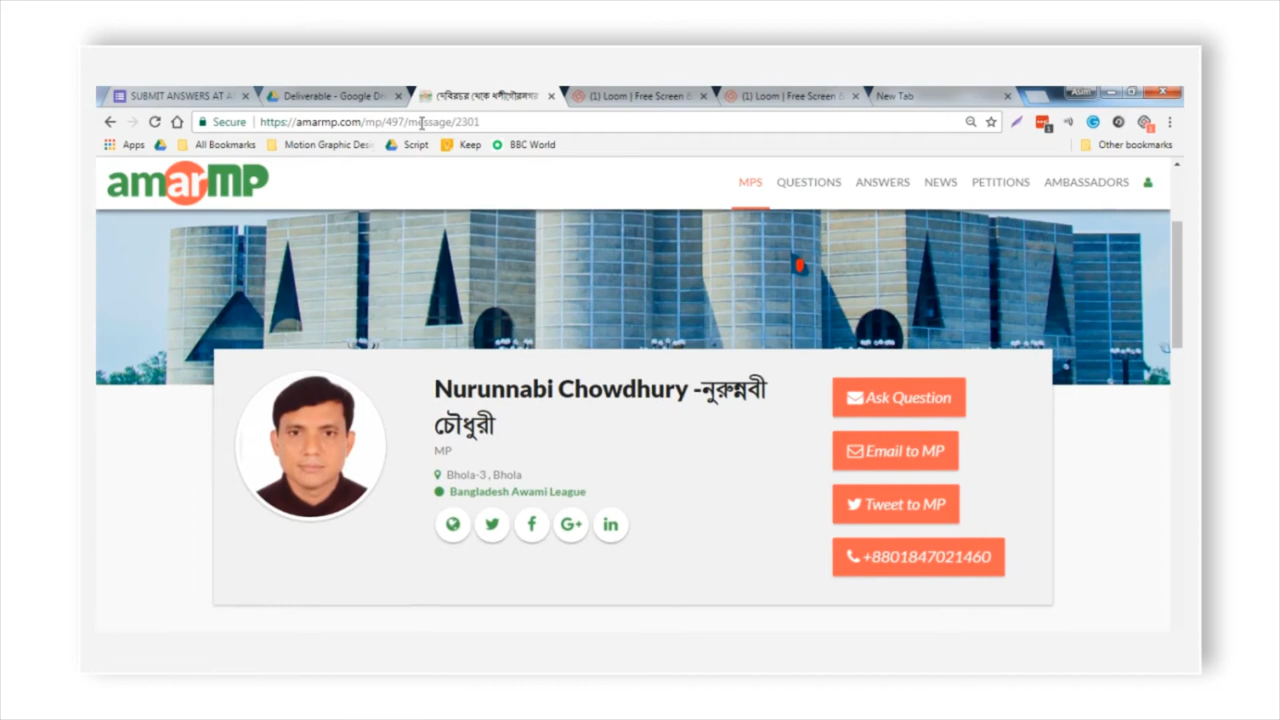 SUBMIT ANSWERS AT A
Deliverable - Google Dri
(1) Loom | Free Screen &
(1) Loom | Free Screen &
New Tab
Asim
Secure
https://amarmp.com/mp/497/message/2301
Apps
All Bookmarks
Motion Graphic Desi
Script
Keep
BBC World
Other bookmarks
amarMP
MPS
QUESTIONS
ANSWERS
NEWS
PETITIONS
AMBASSADORS
Nurunnabi Chowdhury -নুরুন্নবী
চৌধুরী
MP
Bhola-3 , Bhola
Bangladesh Awami League
Ask Question
Email to MP
Tweet to MP
+8801847021460